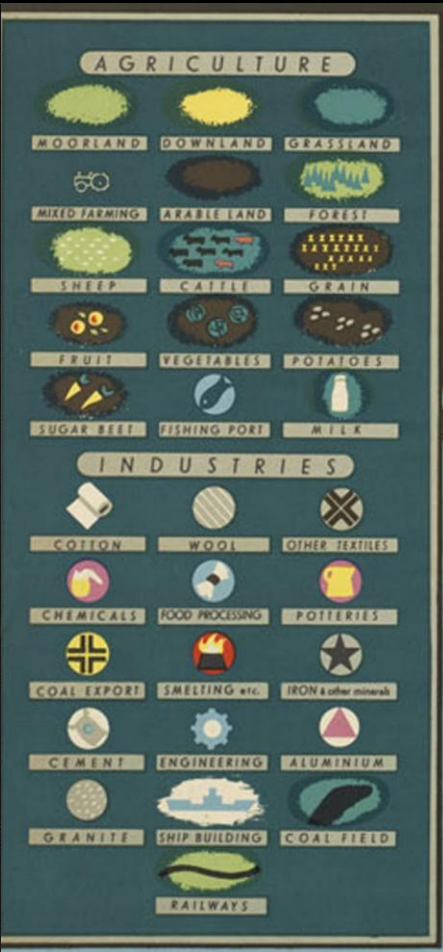 AGRICULTURE
MOORLAND DOWNLAND GRASSLAND
MIXED FARMING ARABLE LAND FOREST
SHEEP CATTLE GRAIN
FRUIT VEGETABLES POTATOES
SUGAR BEET FISHING PORT MILK
INDUSTRIES
COTTON WOOL OTHER TEXTILES
CHEMICALS FOOD PROCESSING POTTERIES
COAL EXPORT SMELTING etc. IRON & other minerals
CEMENT ENGINEERING ALUMINIUM
GRANITE SHIP BUILDING COAL FIELD
RAILWAYS